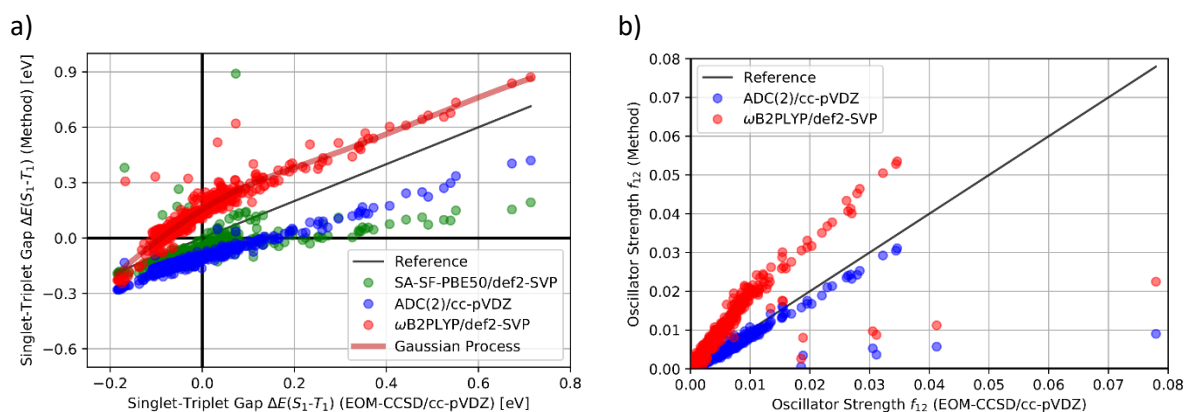 a)
Singlet-Triplet Gap ΔE(S₁-T₁) (Method) [eV]
0.9
0.6
0.3
0.0
−0.3
−0.6
Reference
SA-SF-PBE50/def2-SVP
ADC(2)/cc-pVDZ
ωB2PLYP/def2-SVP
Gaussian Process
−0.2
0.0
0.2
0.4
0.6
0.8
Singlet-Triplet Gap ΔE(S₁-T₁) (EOM-CCSD/cc-pVDZ) [eV]
b)
Oscillator Strength f₁₂ (Method)
0.08
0.07
0.06
0.05
0.04
0.03
0.02
0.01
0.00
Reference
ADC(2)/cc-pVDZ
ωB2PLYP/def2-SVP
0.00
0.01
0.02
0.03
0.04
0.05
0.06
0.07
0.08
Oscillator Strength f₁₂ (EOM-CCSD/cc-pVDZ)